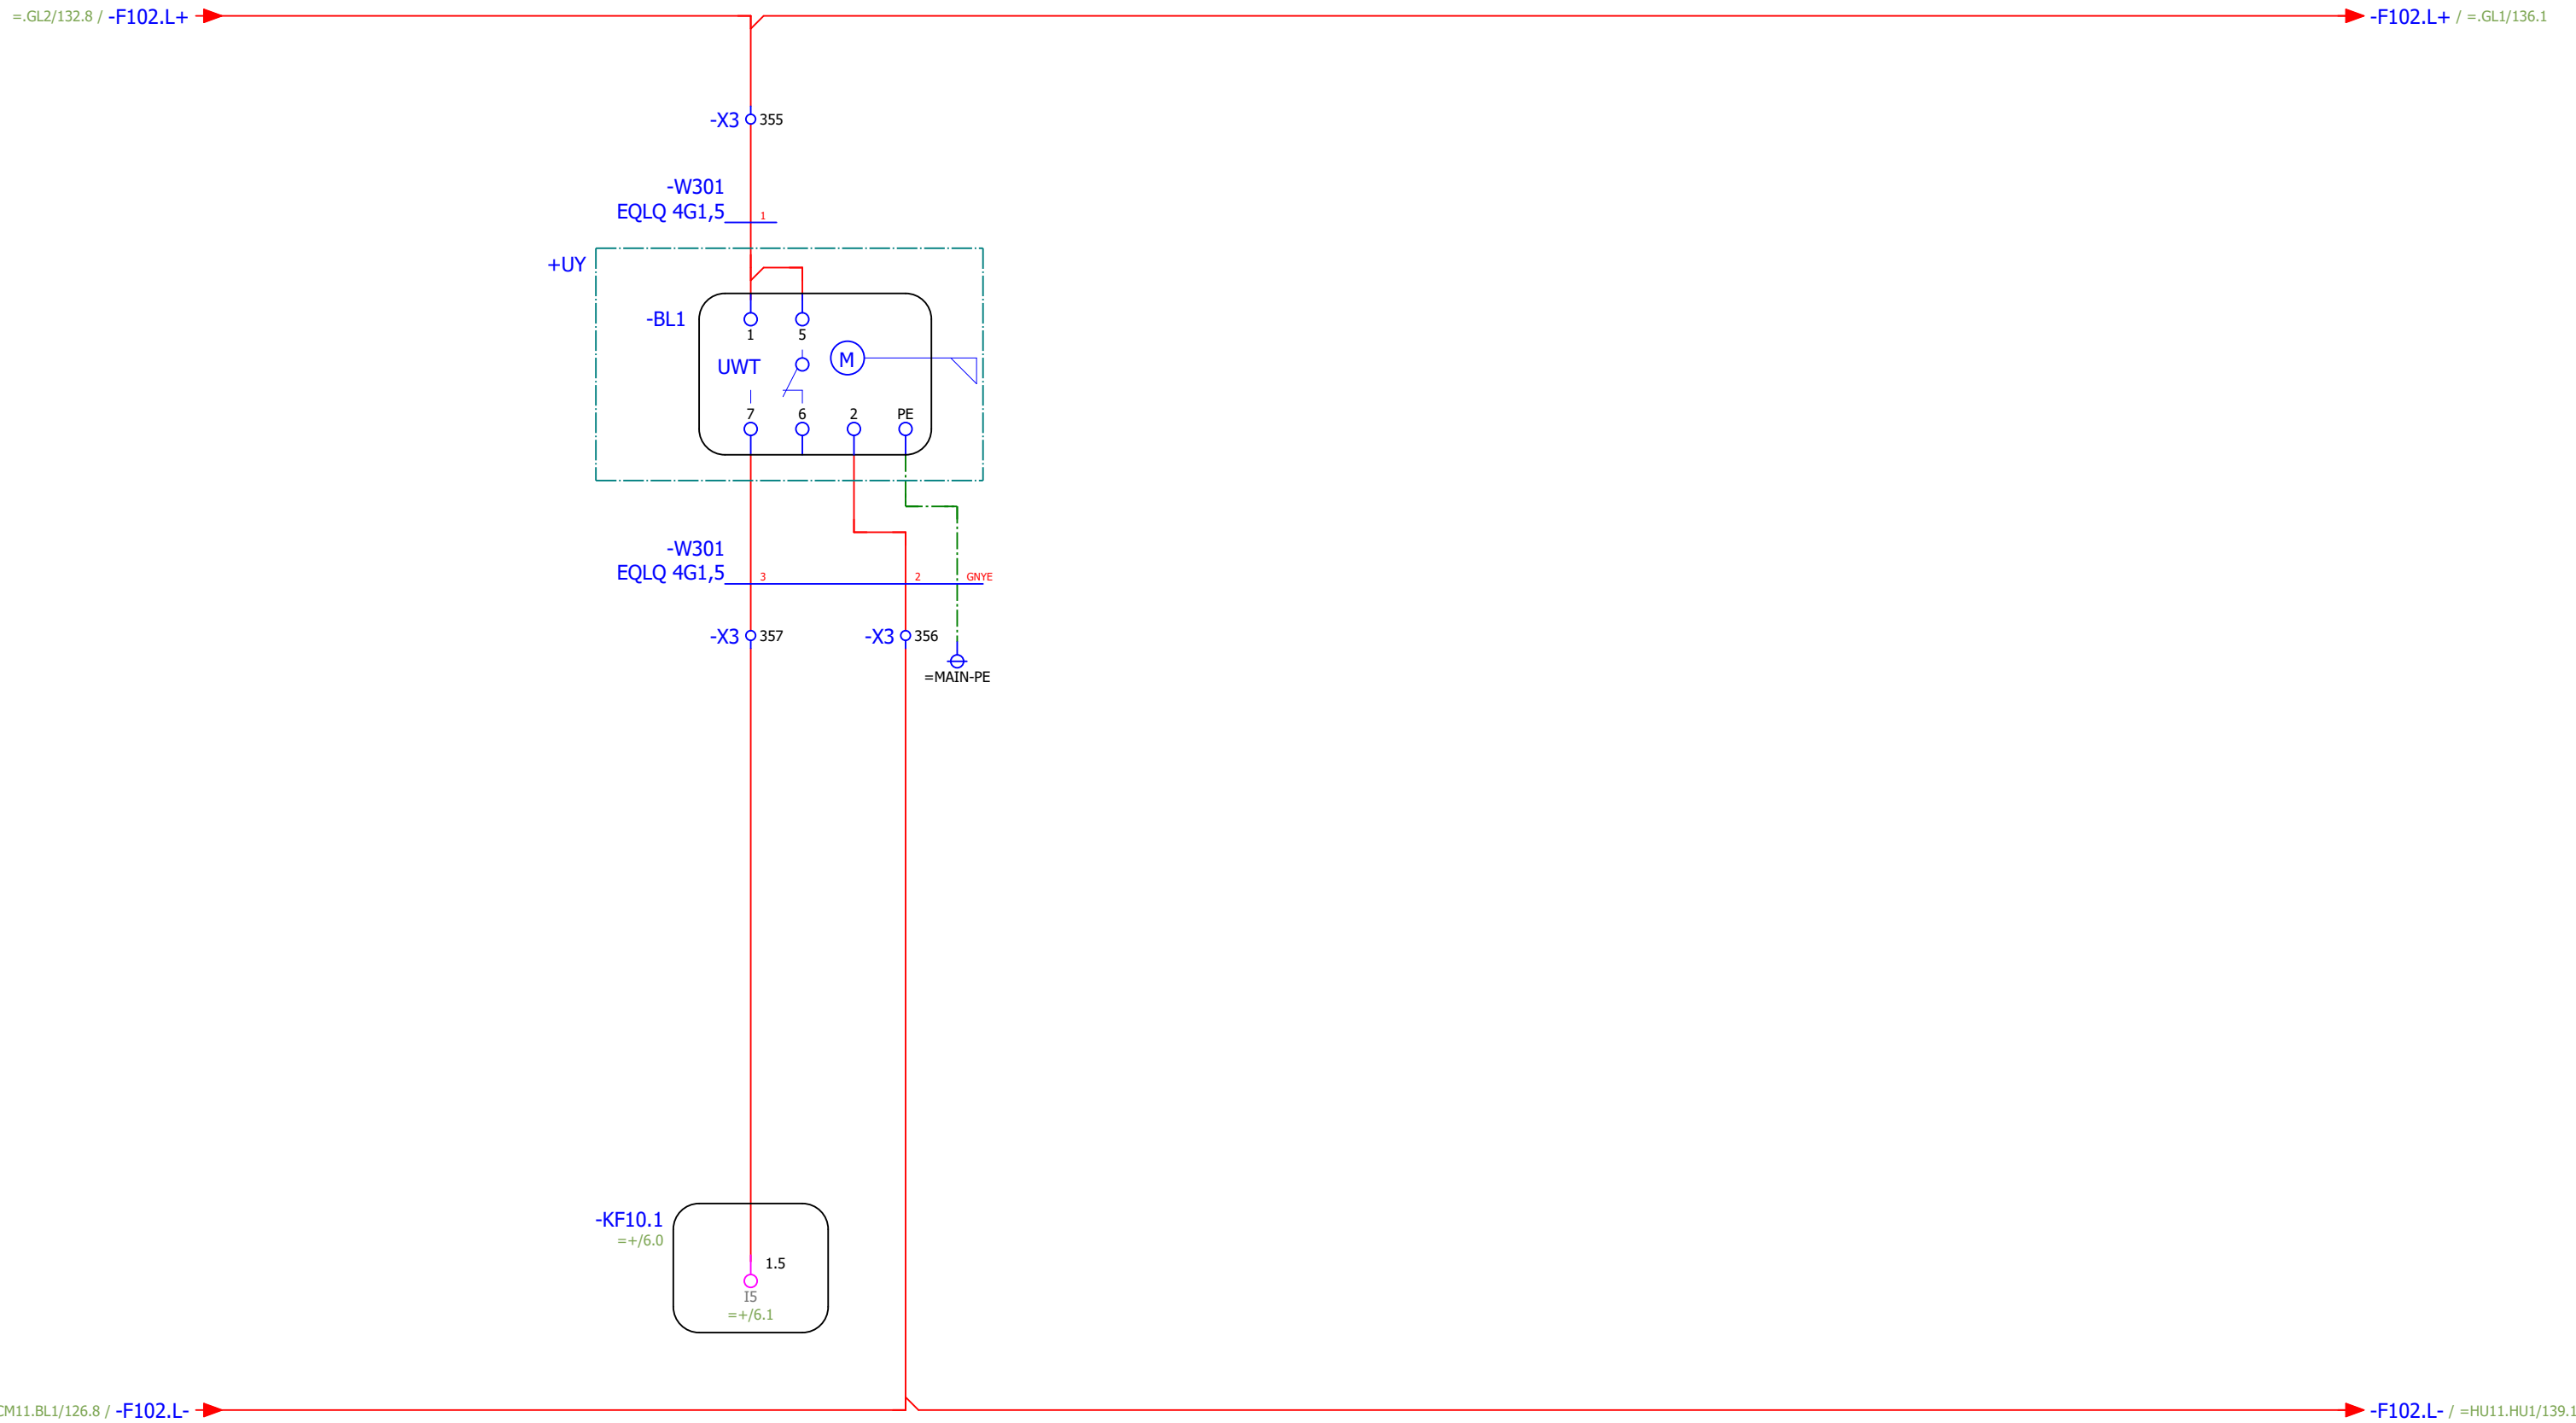 =.GL2/132.8 / -F102.L+
-F102.L+ / =.GL1/136.1
-X3 355
-W301
EQLQ 4G1,5 1
+UY
-BL1
1 5
UWT M
7 6 2 PE
-W301
EQLQ 4G1,5 3 2 GNYE
-X3 357 -X3 356
=MAIN-PE
-KF10.1
=+/6.0
1.5
I5
=+/6.1
CM11.BL1/126.8 / -F102.L-
-F102.L- / =HU11.HU1/139.1